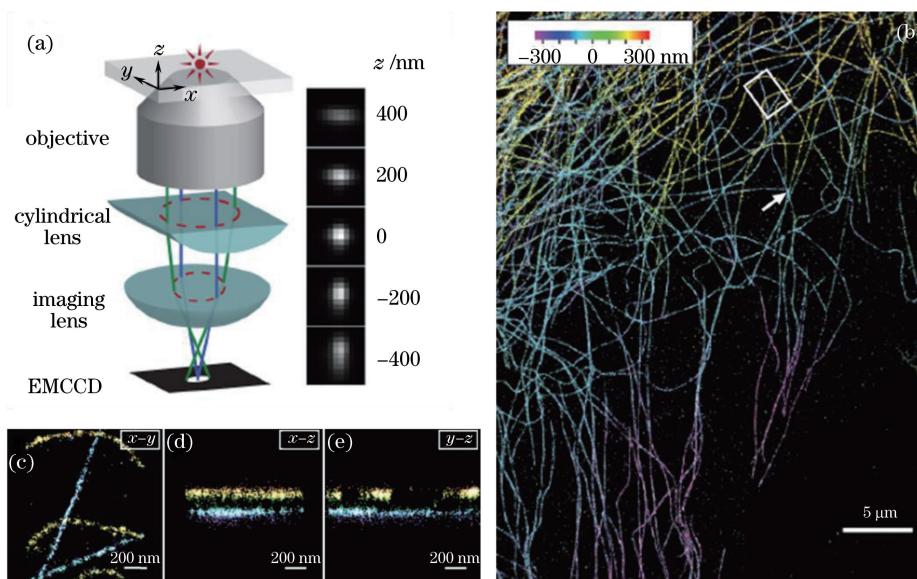 (a)
z
y
x
objective
cylindrical
lens
imaging
lens
EMCCD
z /nm
400
200
0
−200
−400
(b)
−300 0 300 nm
5 μm
(c)
x–y
200 nm
(d)
x–z
200 nm
(e)
y–z
200 nm